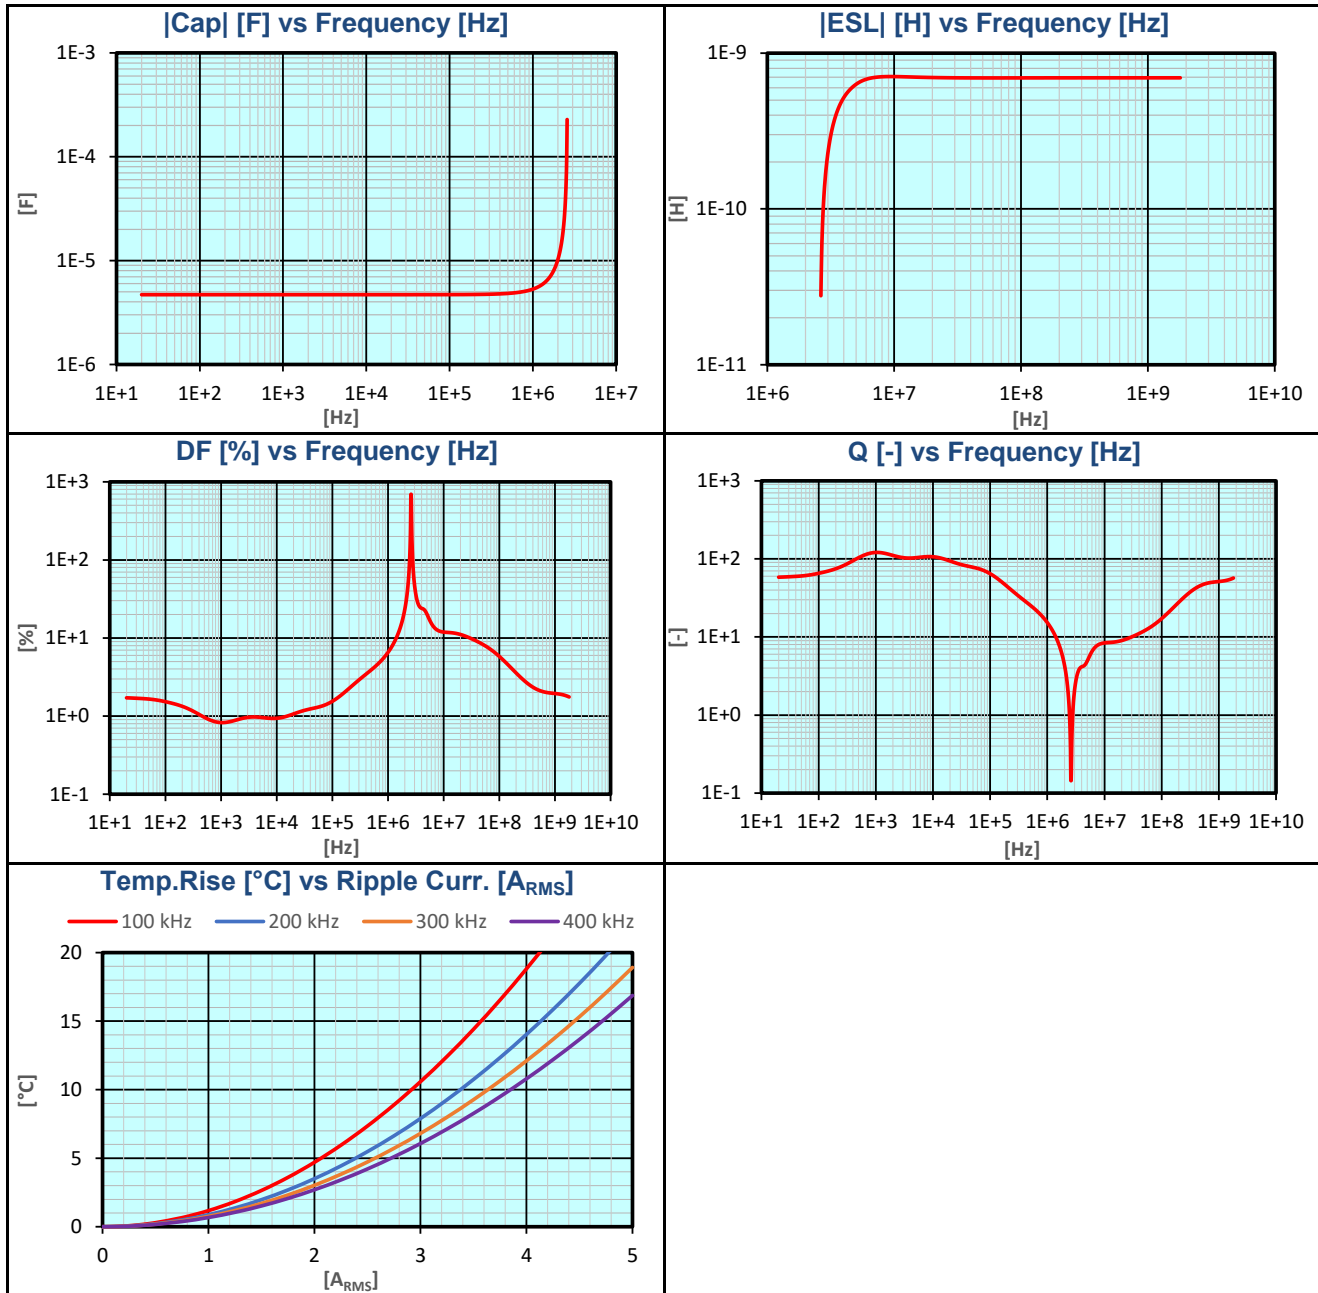 |Cap| [F] vs Frequency [Hz]
1E-3
1E-4
1E-5
1E-6
[F]
1E+1 1E+2 1E+3 1E+4 1E+5 1E+6 1E+7
[Hz]
|ESL| [H] vs Frequency [Hz]
1E-9
1E-10
1E-11
[H]
1E+6 1E+7 1E+8 1E+9 1E+10
[Hz]
DF [%] vs Frequency [Hz]
1E+3
1E+2
1E+1
1E+0
1E-1
[%]
1E+1 1E+2 1E+3 1E+4 1E+5 1E+6 1E+7 1E+8 1E+9 1E+10
[Hz]
Q [-] vs Frequency [Hz]
1E+3
1E+2
1E+1
1E+0
1E-1
[-]
1E+1 1E+2 1E+3 1E+4 1E+5 1E+6 1E+7 1E+8 1E+9 1E+10
[Hz]
Temp.Rise [°C] vs Ripple Curr. [ARMS]
100 kHz 200 kHz 300 kHz 400 kHz
20
15
10
5
0
[°C]
0 1 2 3 4 5
[ARMS]